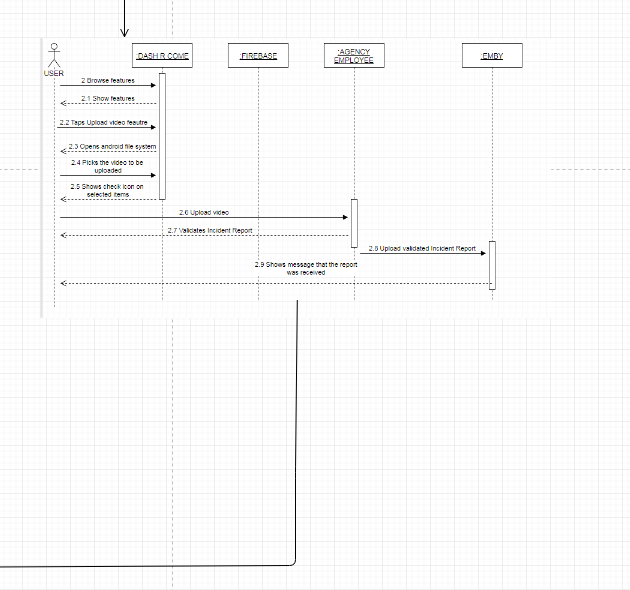 :DASH R COME
:FIREBASE
:AGENCY
EMPLOYEE
:EMBY
USER
2 Browse features
2.1 Show features
2.2 Taps Upload video feautre
2.3 Opens android file system
2.4 Picks the video to be
uploaded
2.5 Shows check icon on
selected items
2.6 Upload video
2.7 Validates Incident Report
2.8 Upload validated Incident Report
2.9 Shows message that the report
was received